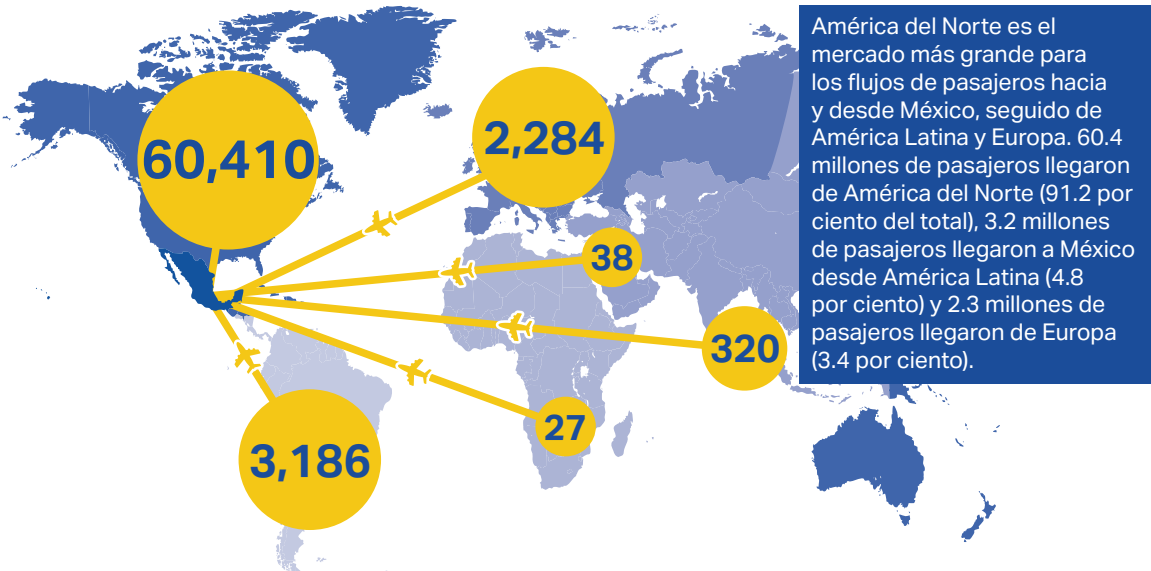 América del Norte es el
mercado más grande para
los flujos de pasajeros hacia
y desde México, seguido de
América Latina y Europa. 60.4
millones de pasajeros llegaron
de América del Norte (91.2 por
ciento del total), 3.2 millones
de pasajeros llegaron a México
desde América Latina (4.8
por ciento) y 2.3 millones de
pasajeros llegaron de Europa
(3.4 por ciento).
60,410
2,284
38
320
27
3,186